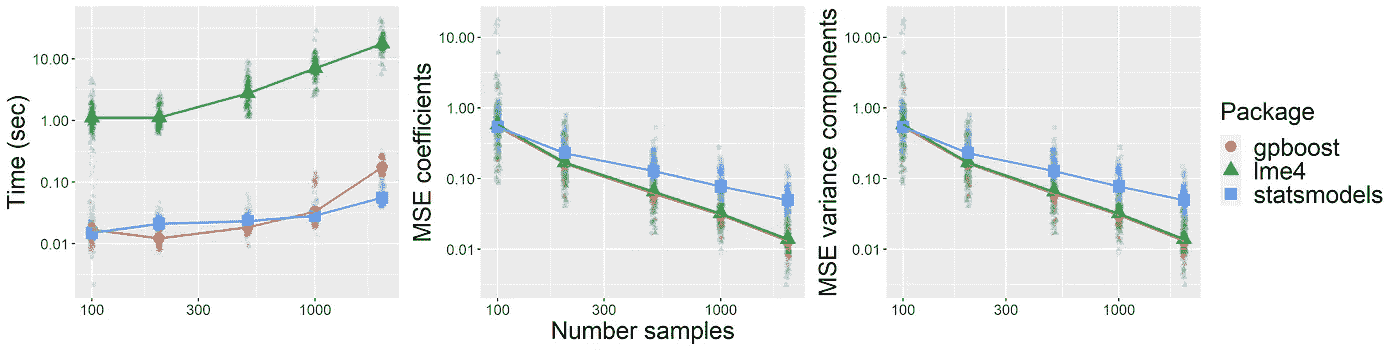 Time (sec)
10.00
1.00
0.10
0.01
100
300
1000
MSE coefficients
10.00
1.00
0.10
0.01
100
300
1000
MSE variance components
10.00
1.00
0.10
0.01
100
300
1000
Number samples
Package
gpboost
lme4
statsmodels